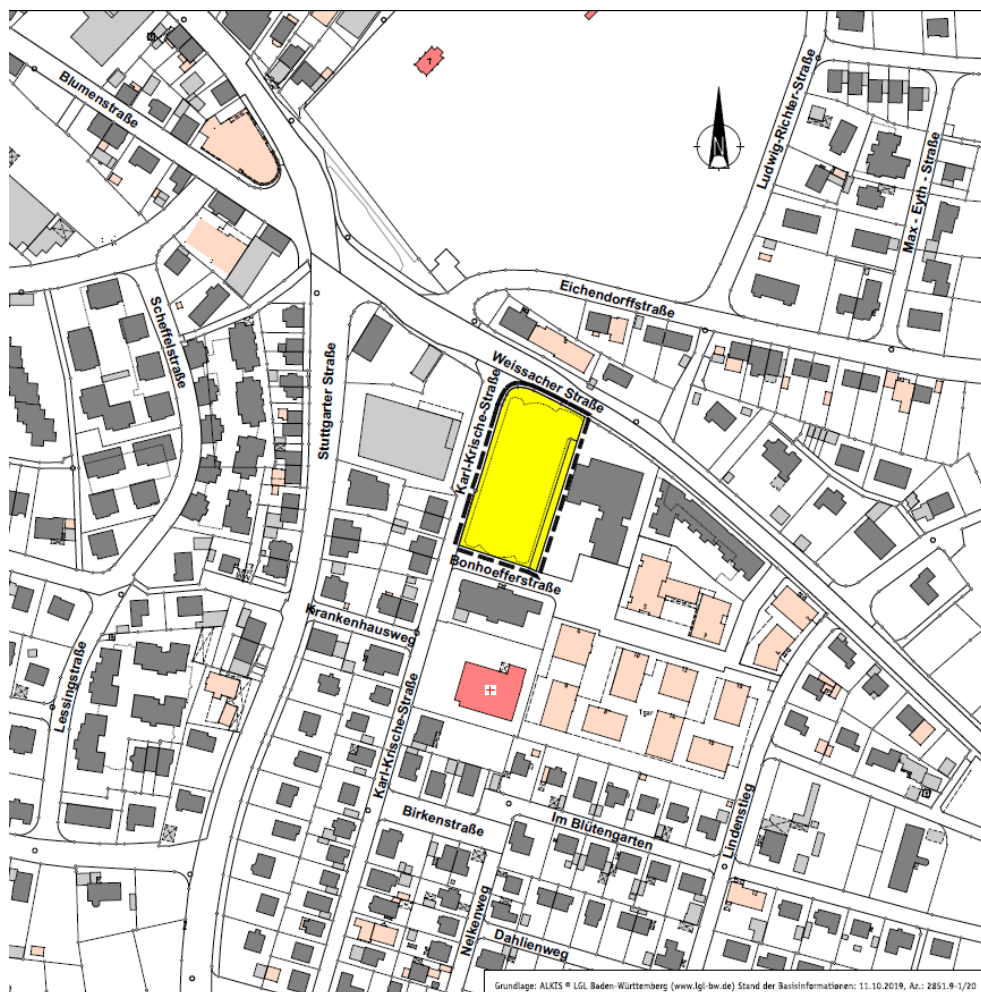 Blumenstraße
Ludwig-Richter-Straße
Max - Eyth - Straße
N
Scheffelstraße
Eichendorffstraße
Stuttgarter Straße
Weissacher Straße
Karl-Krische-Straße
Bonhoefferstraße
Krankenhausweg
Lessingstraße
Karl-Krische-Straße
Tgar
Birkenstraße
Im Blütengarten
Lindenstieg
Nelkenweg
Dahlienweg
Grundlage: ALKIS © LGL Baden-Württemberg (www.lgl-bw.de) Stand der Basisinformationen: 11.10.2019, Az.: 2851.9-1/20